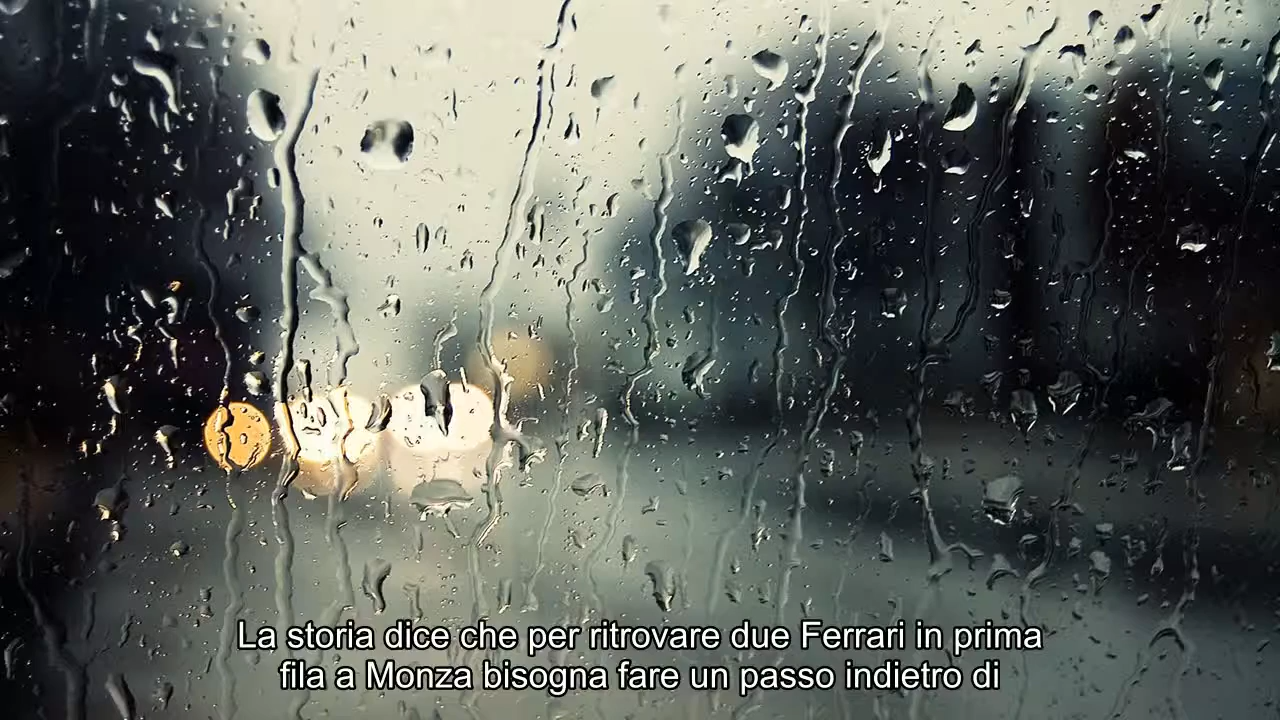 La storia dice che per ritrovare due Ferrari in prima
fila a Monza bisogna fare un passo indietro di